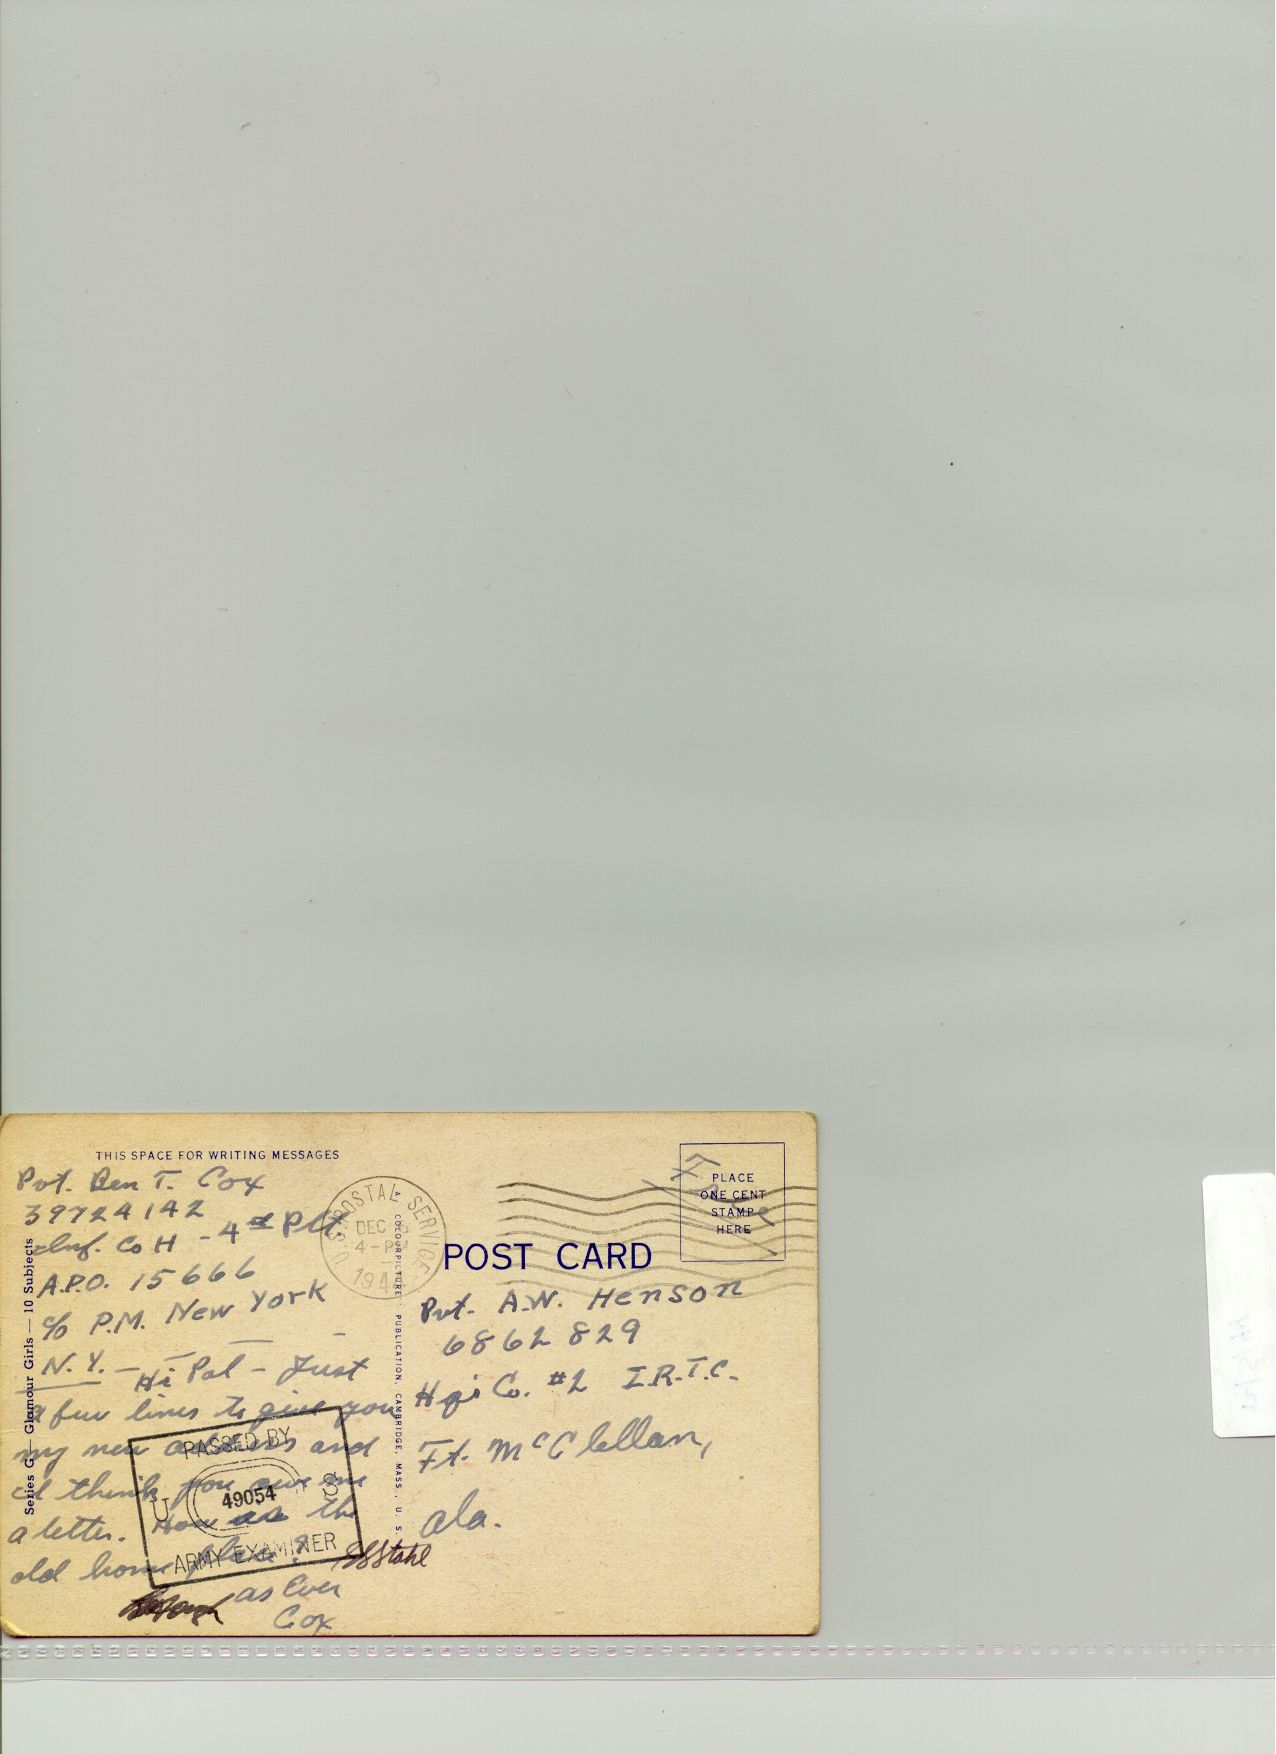 THIS SPACE FOR WRITING MESSAGES
Pvt. Ben T. Cox
39724142
Inf. Co H - 4th Plt
A.P.O. 15666
c/o P.M. New York
N.Y. — Hi Pal — Just
a few lines to give you
my new address and
I think you owe me
a letter. How are the
old home place?
as Ever
Cox
Series G — Glamour Girls — 10 Subjects
PASSED BY
U 49054 S
ARMY EXAMINER
U.S. POSTAL SERVICE
DEC
4-PM
194
A COLOURPICTURE PUBLICATION, CAMBRIDGE, MASS., U. S.
POST CARD
PLACE
ONE CENT
STAMP
HERE
Free
Pvt. A.W. Henson
6862829
Hq. Co. #2 I.R.T.C.
Ft. McClellan,
Ala.